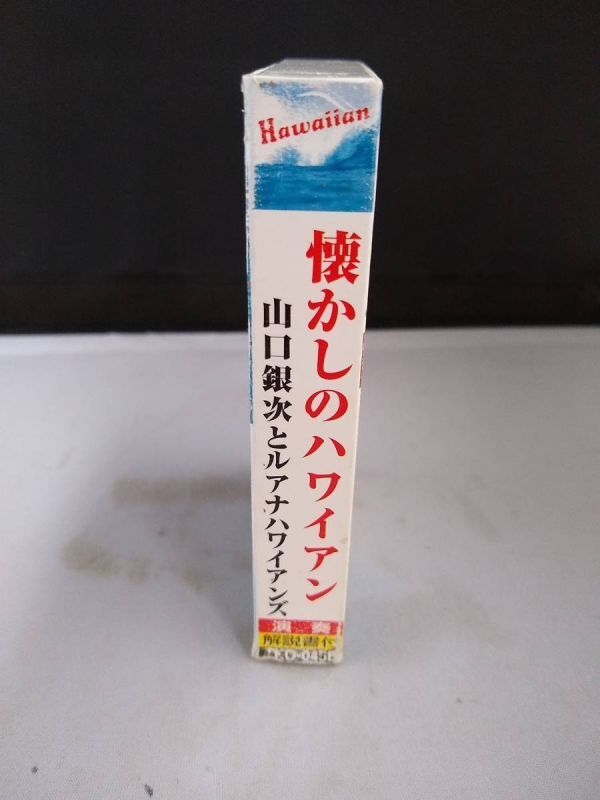 Hawaiian
懐かしのハワイアン
山口銀次とルアナハワイアンズ
演奏
解説書付